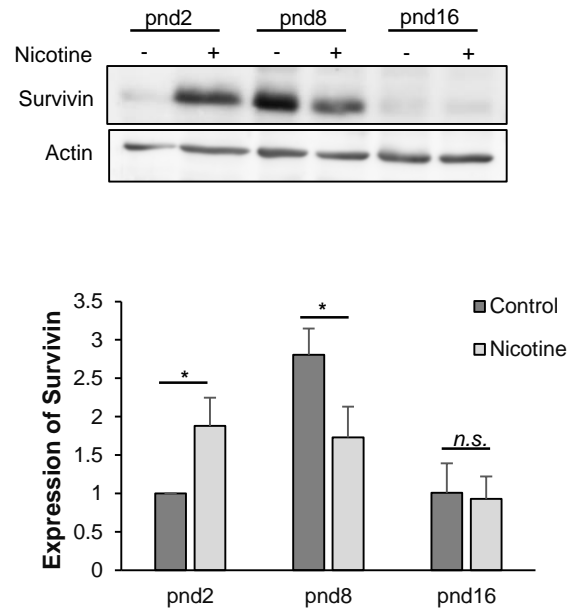 pnd2 pnd8 pnd16
Nicotine - + - + - +
Survivin
Actin
3.5
3
2.5
2
1.5
1
0.5
0
Expression of Survivin
* * n.s.
Control
Nicotine
pnd2 pnd8 pnd16